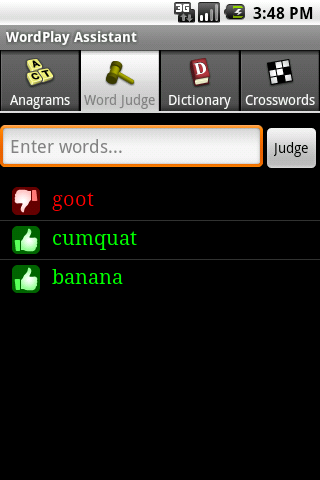 3G 3:48 PM
WordPlay Assistant
A C T D
Anagrams Word Judge Dictionary Crosswords
Enter words... Judge
goot
cumquat
banana